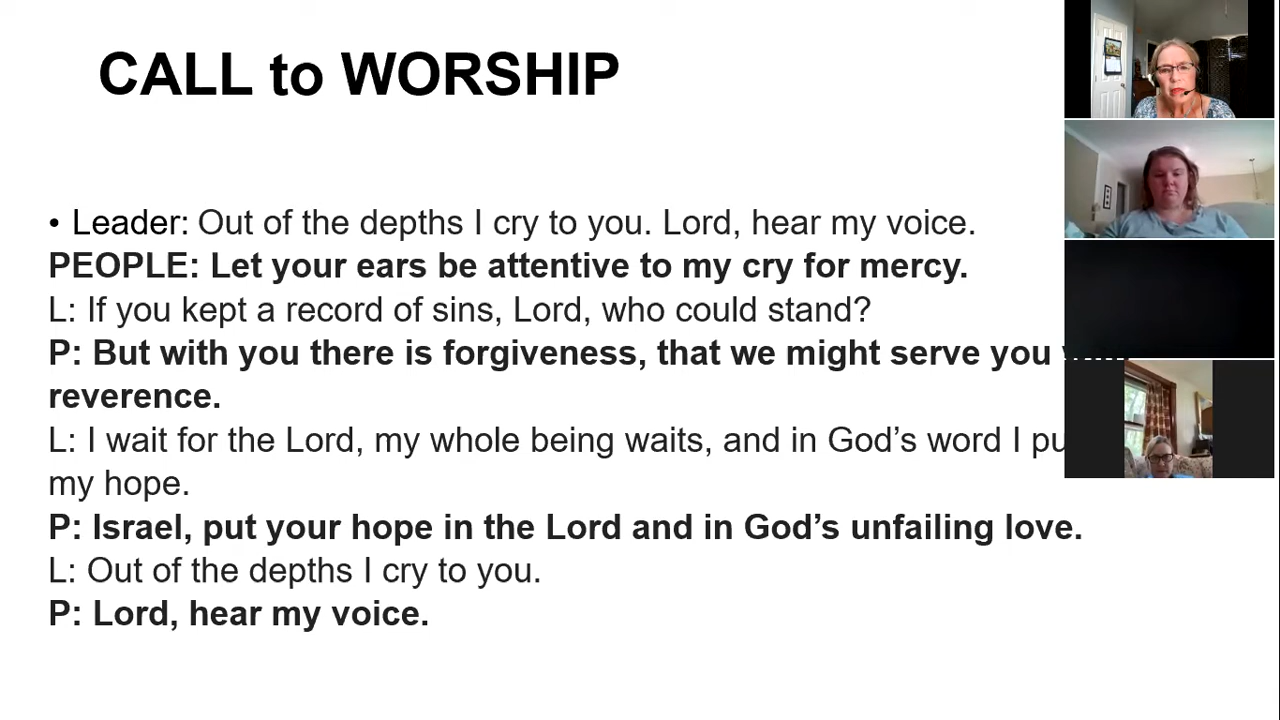 CALL to WORSHIP
• Leader: Out of the depths I cry to you. Lord, hear my voice.
PEOPLE: Let your ears be attentive to my cry for mercy.
L: If you kept a record of sins, Lord, who could stand?
P: But with you there is forgiveness, that we might serve you
reverence.
L: I wait for the Lord, my whole being waits, and in God’s word I
my hope.
P: Israel, put your hope in the Lord and in God’s unfailing love.
L: Out of the depths I cry to you.
P: Lord, hear my voice.